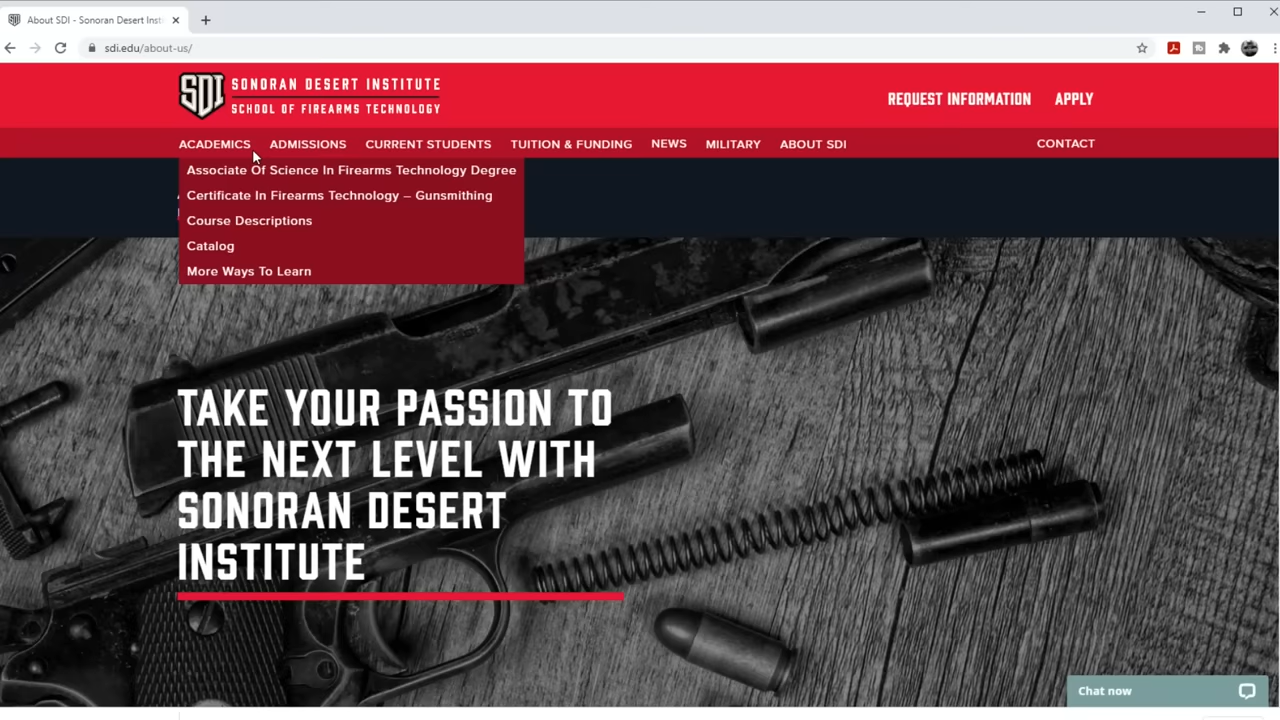 About SDI - Sonoran Desert Insti
sdi.edu/about-us/
SDI
SONORAN DESERT INSTITUTE
SCHOOL OF FIREARMS TECHNOLOGY
REQUEST INFORMATION
APPLY
ACADEMICS
ADMISSIONS
CURRENT STUDENTS
TUITION & FUNDING
NEWS
MILITARY
ABOUT SDI
CONTACT
Associate Of Science In Firearms Technology Degree
Certificate In Firearms Technology – Gunsmithing
Course Descriptions
Catalog
More Ways To Learn
TAKE YOUR PASSION TO
THE NEXT LEVEL WITH
SONORAN DESERT
INSTITUTE
Chat now